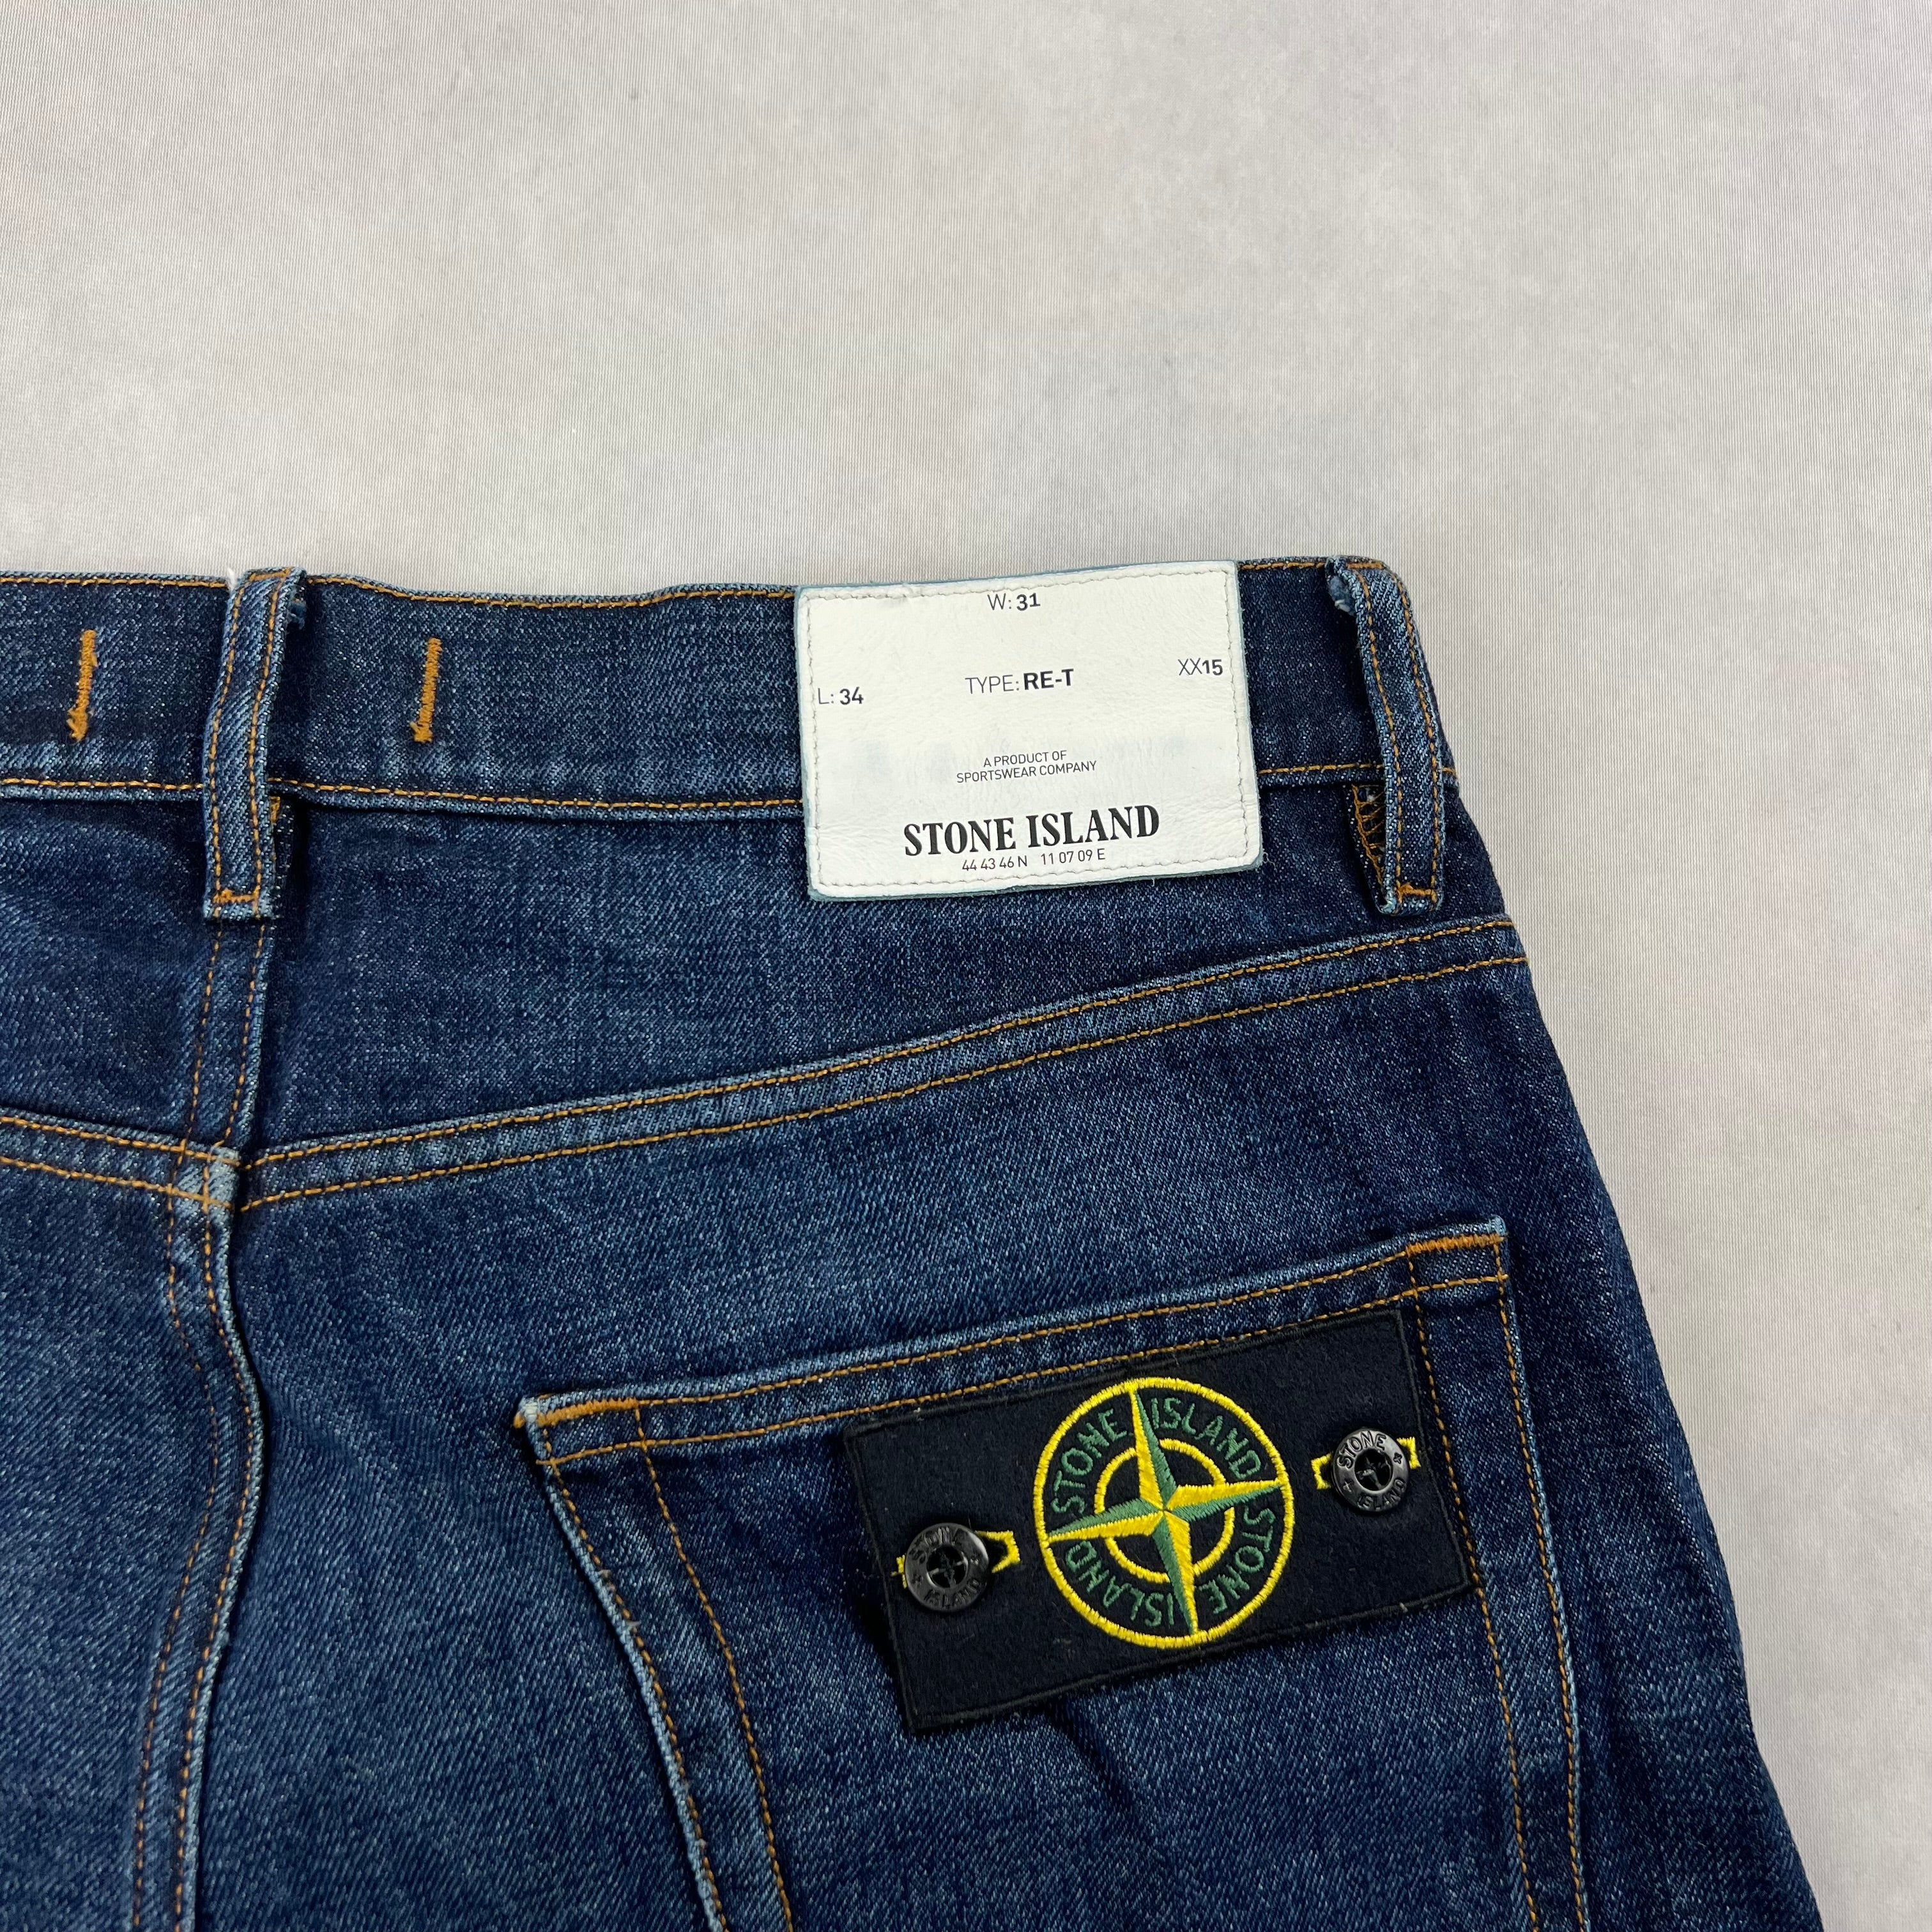 W: 31
L: 34 TYPE: RE-T XX15
A PRODUCT OF
SPORTSWEAR COMPANY
STONE ISLAND
44 43 46 N 11 07 09 E
STONE ISLAND
STONE ISLAND
STONE ISLAND
STONE ISLAND